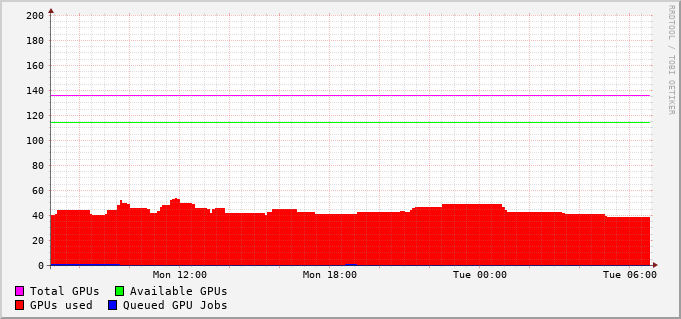 200
180
160
140
120
100
80
60
40
20
0
Mon 12:00 Mon 18:00 Tue 00:00 Tue 06:00
Total GPUs Available GPUs
GPUs used Queued GPU Jobs
RRDTOOL / TOBI OETIKER